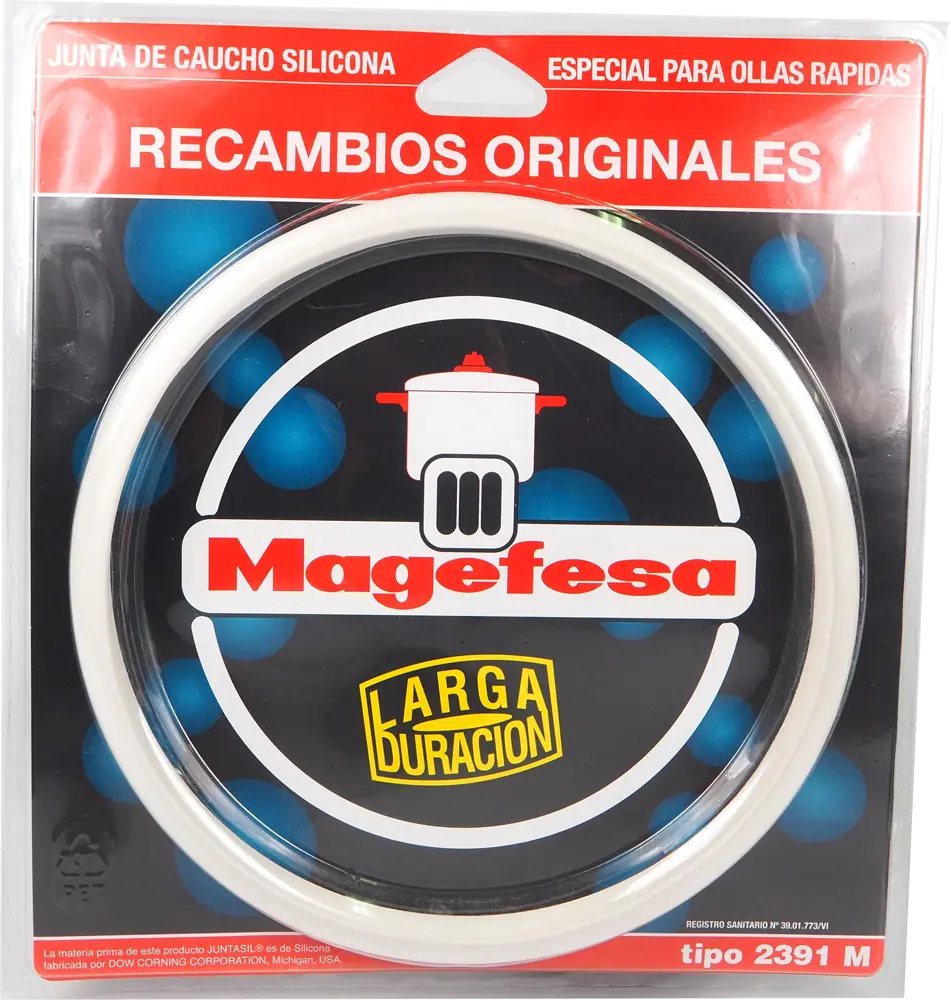 JUNTA DE CAUCHO SILICONA
ESPECIAL PARA OLLAS RAPIDAS
RECAMBIOS ORIGINALES
Magefesa
LARGA
DURACION
PET
REGISTRO SANITARIO Nº 39.01.773/VI
La materia prima de este producto JUNTASIL® es de Silicona
fabricada por DOW CORNING CORPORATION, Michigan, USA.
tipo 2391 M